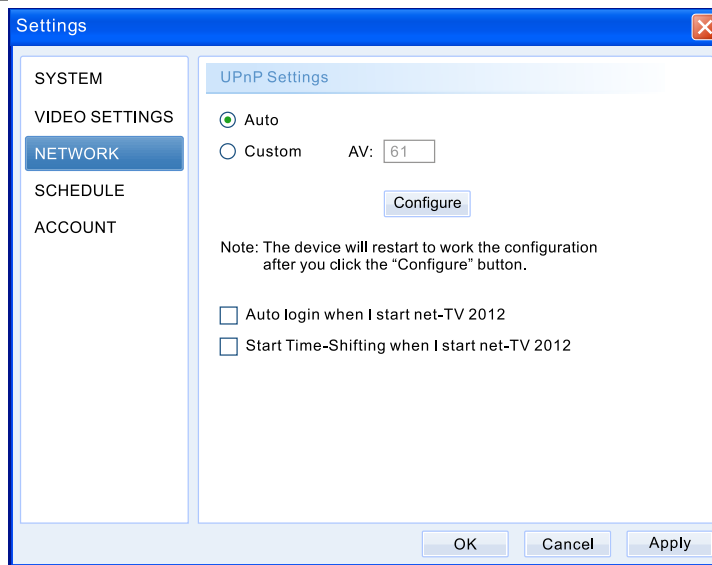 Settings
SYSTEM
VIDEO SETTINGS
NETWORK
SCHEDULE
ACCOUNT
UPnP Settings
Auto
Custom AV: 61
Configure
Note: The device will restart to work the configuration
after you click the “Configure” button.
Auto login when I start net-TV 2012
Start Time-Shifting when I start net-TV 2012
OK Cancel Apply